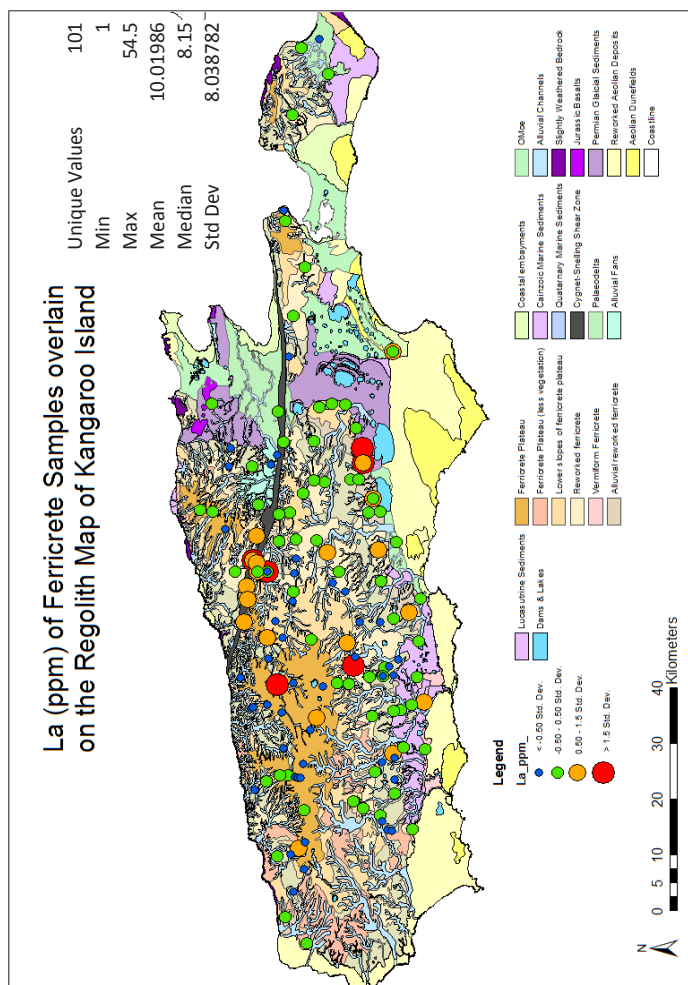 La (ppm) of Ferricrete Samples overlain
on the Regolith Map of Kangaroo Island
Unique Values 101
Min 1
Max 54.5
Mean 10.01986
Median 8.15
Std Dev 8.038782
Legend
La_ppm_
< -0.50 Std. Dev.
-0.50 - 0.50 Std. Dev.
0.50 - 1.5 Std. Dev.
> 1.5 Std. Dev.
Lucasutrine Sediments
Dams & Lakes
Ferricrete Plateau
Ferricrete Plateau (less vegetation)
Lower slopes of ferricrete plateau
Reworked ferricrete
Vermiform Ferricrete
Alluvial reworked ferricrete
Coastal embayments
Cainzoic Marine Sediments
Quatarnary Marine Sediments
Cygnet-Snelling Shear Zone
Palaeodelta
Alluvial Fans
OMoe
Alluvial Channels
Slightly Weathered Bedrock
Jurassic Basalts
Permian Glaicial Sediments
Reworked Aeolian Deposits
Aeolian Dunefields
Coastline
N
0 5 10 20 30 40
Kilometers